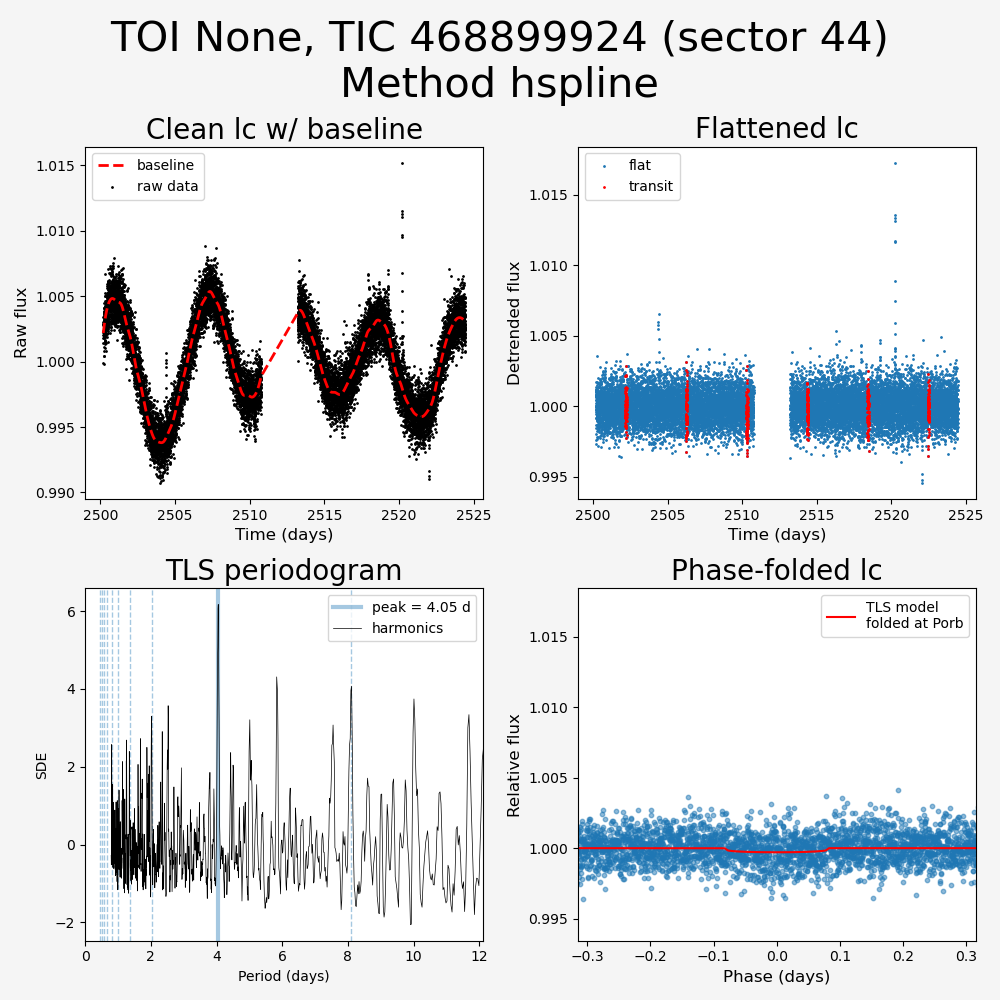 TOI None, TIC 468899924 (sector 44)
Method hspline
Clean lc w/ baseline
baseline
raw data
1.015
1.010
1.005
1.000
0.995
0.990
Raw flux
2500
2505
2510
2515
2520
2525
Time (days)
Flattened lc
flat
transit
1.015
1.010
1.005
1.000
0.995
Detrended flux
2500
2505
2510
2515
2520
2525
Time (days)
TLS periodogram
peak = 4.05 d
harmonics
6
4
2
0
−2
SDE
0
2
4
6
8
10
12
Period (days)
Phase-folded lc
TLS model
folded at Porb
1.015
1.010
1.005
1.000
0.995
Relative flux
−0.3
−0.2
−0.1
0.0
0.1
0.2
0.3
Phase (days)